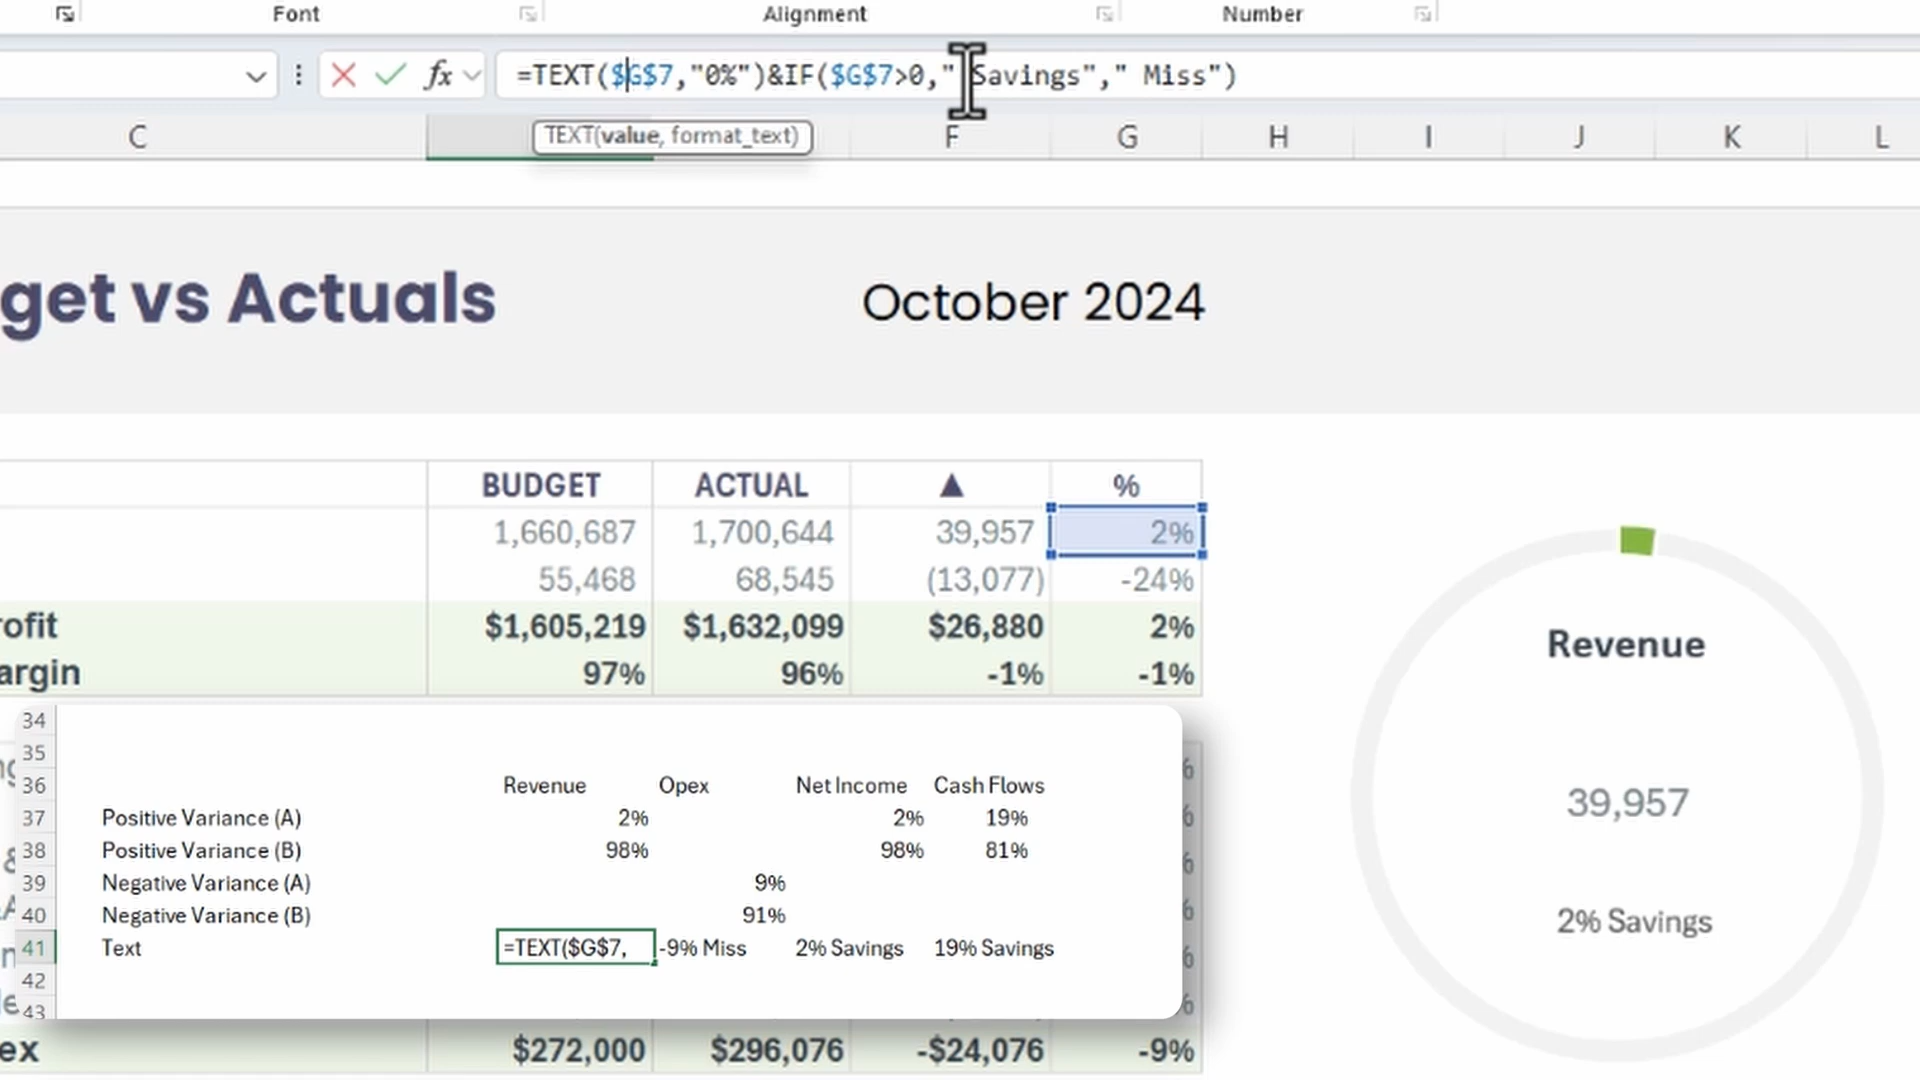 Font Alignment Number
fx =TEXT($G$7,"0%")&IF($G$7>0," Savings"," Miss")
TEXT(value, format_text)
C F G H I J K L
get vs Actuals October 2024
BUDGET ACTUAL ▲ %
1,660,687 1,700,644 39,957 2%
55,468 68,545 (13,077) -24%
ofit $1,605,219 $1,632,099 $26,880 2%
argin 97% 96% -1% -1%
Revenue
39,957
2% Savings
34
35
36 Revenue Opex Net Income Cash Flows
37 Positive Variance (A) 2% 2% 19%
38 Positive Variance (B) 98% 98% 81%
39 Negative Variance (A) 9%
40 Negative Variance (B) 91%
41 Text =TEXT($G$7, -9% Miss 2% Savings 19% Savings
42
43
ex $272,000 $296,076 -$24,076 -9%